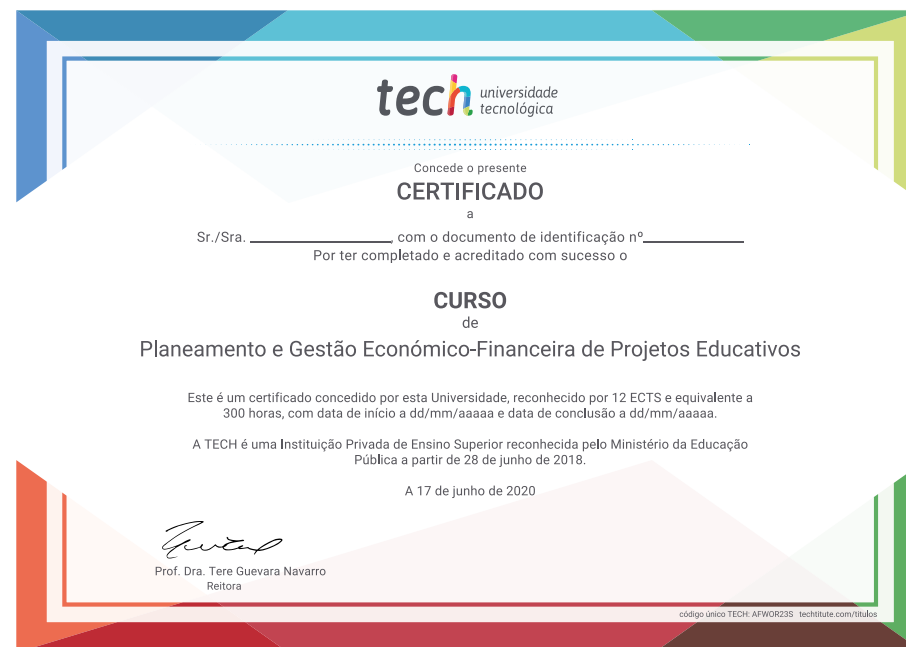 tech universidade
tecnológica
Concede o presente
CERTIFICADO
a
Sr./Sra. ________________, com o documento de identificação nº____________
Por ter completado e acreditado com sucesso o
CURSO
de
Planeamento e Gestão Económico-Financeira de Projetos Educativos
Este é um certificado concedido por esta Universidade, reconhecido por 12 ECTS e equivalente a
300 horas, com data de início a dd/mm/aaaaa e data de conclusão a dd/mm/aaaaa.
A TECH é uma Instituição Privada de Ensino Superior reconhecida pelo Ministério da Educação
Pública a partir de 28 de junho de 2018.
A 17 de junho de 2020
Prof. Dra. Tere Guevara Navarro
Reitora
código único TECH: AFWOR23S techtitute.com/titulos